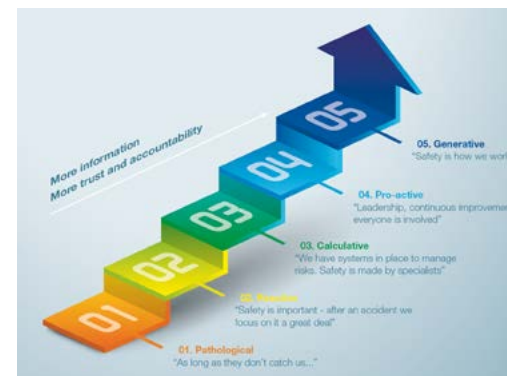 05
04
03
02
01
More information
More trust and accountability
05. Generative
"Safety is how we work
04. Pro-active
"Leadership, continuous improveme
everyone is involved"
03. Calculative
"We have systems in place to manage
risks. Safety is made by specialists"
02.
"Safety is important - after an accident we
focus on it a great deal"
01. Pathological
"As long as they don't catch us..."